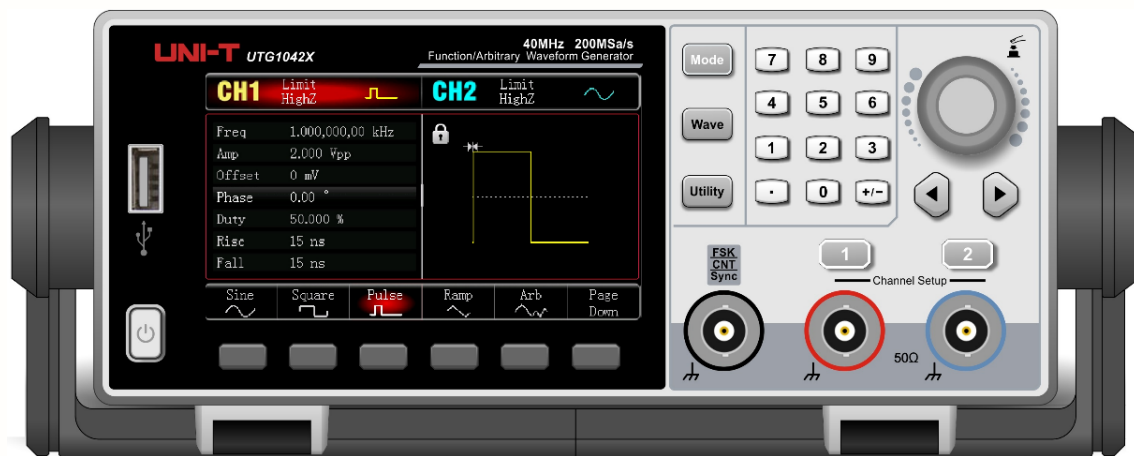 UNI-T UTG1042X
40MHz 200MSa/s
Function/Arbitrary Waveform Generator
CH1 Limit HighZ
CH2 Limit HighZ
Freq 1.000,000,00 kHz
Amp 2.000 Vpp
Offset 0 mV
Phase 0.00 °
Duty 50.000 %
Rise 15 ns
Fall 15 ns
Sine Square Pulse Ramp Arb Page Down
Mode
Wave
Utility
7 8 9
4 5 6
1 2 3
. 0 +/−
FSK
CNT
Sync
1 2
Channel Setup
50Ω